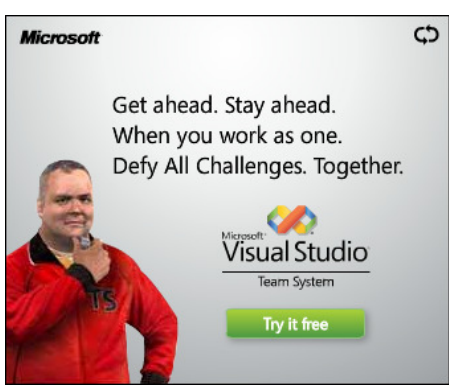 Microsoft
Get ahead. Stay ahead.
When you work as one.
Defy All Challenges. Together.
Microsoft
Visual Studio
Team System
TS
Try it free